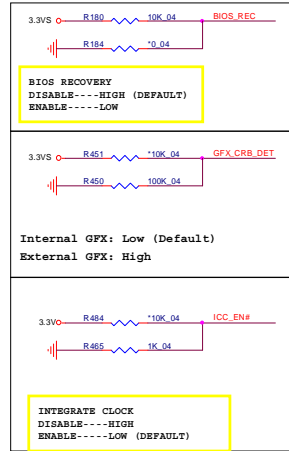 3.3VS R180 10K_04 BIOS_REC
R184 *0_04
BIOS RECOVERY
DISABLE----HIGH (DEFAULT)
ENABLE-----LOW
3.3VS R451 *10K_04 GFX_CRB_DET
R450 100K_04
Internal GFX: Low (Default)
External GFX: High
3.3V R484 *10K_04 ICC_EN#
R465 1K_04
INTEGRATE CLOCK
DISABLE----HIGH
ENABLE-----LOW (DEFAULT)